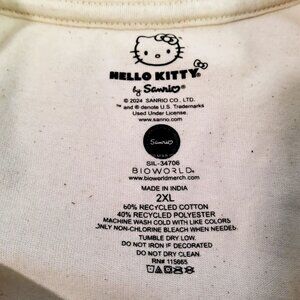 HELLO KITTY
by Sanrio
© 2024 SANRIO CO., LTD.
™ and ® denote U.S. Trademarks
Used Under License.
www.sanrio.com
Sanrio
SIL-34706
BIOWORLD
www.bioworldmerch.com
MADE IN INDIA
2XL
60% RECYCLED COTTON
40% RECYCLED POLYESTER
MACHINE WASH COLD WITH LIKE COLORS
ONLY NON-CHLORINE BLEACH WHEN NEEDED
TUMBLE DRY LOW.
DO NOT IRON IF DECORATED
DO NOT DRY CLEAN.
RN# 115665